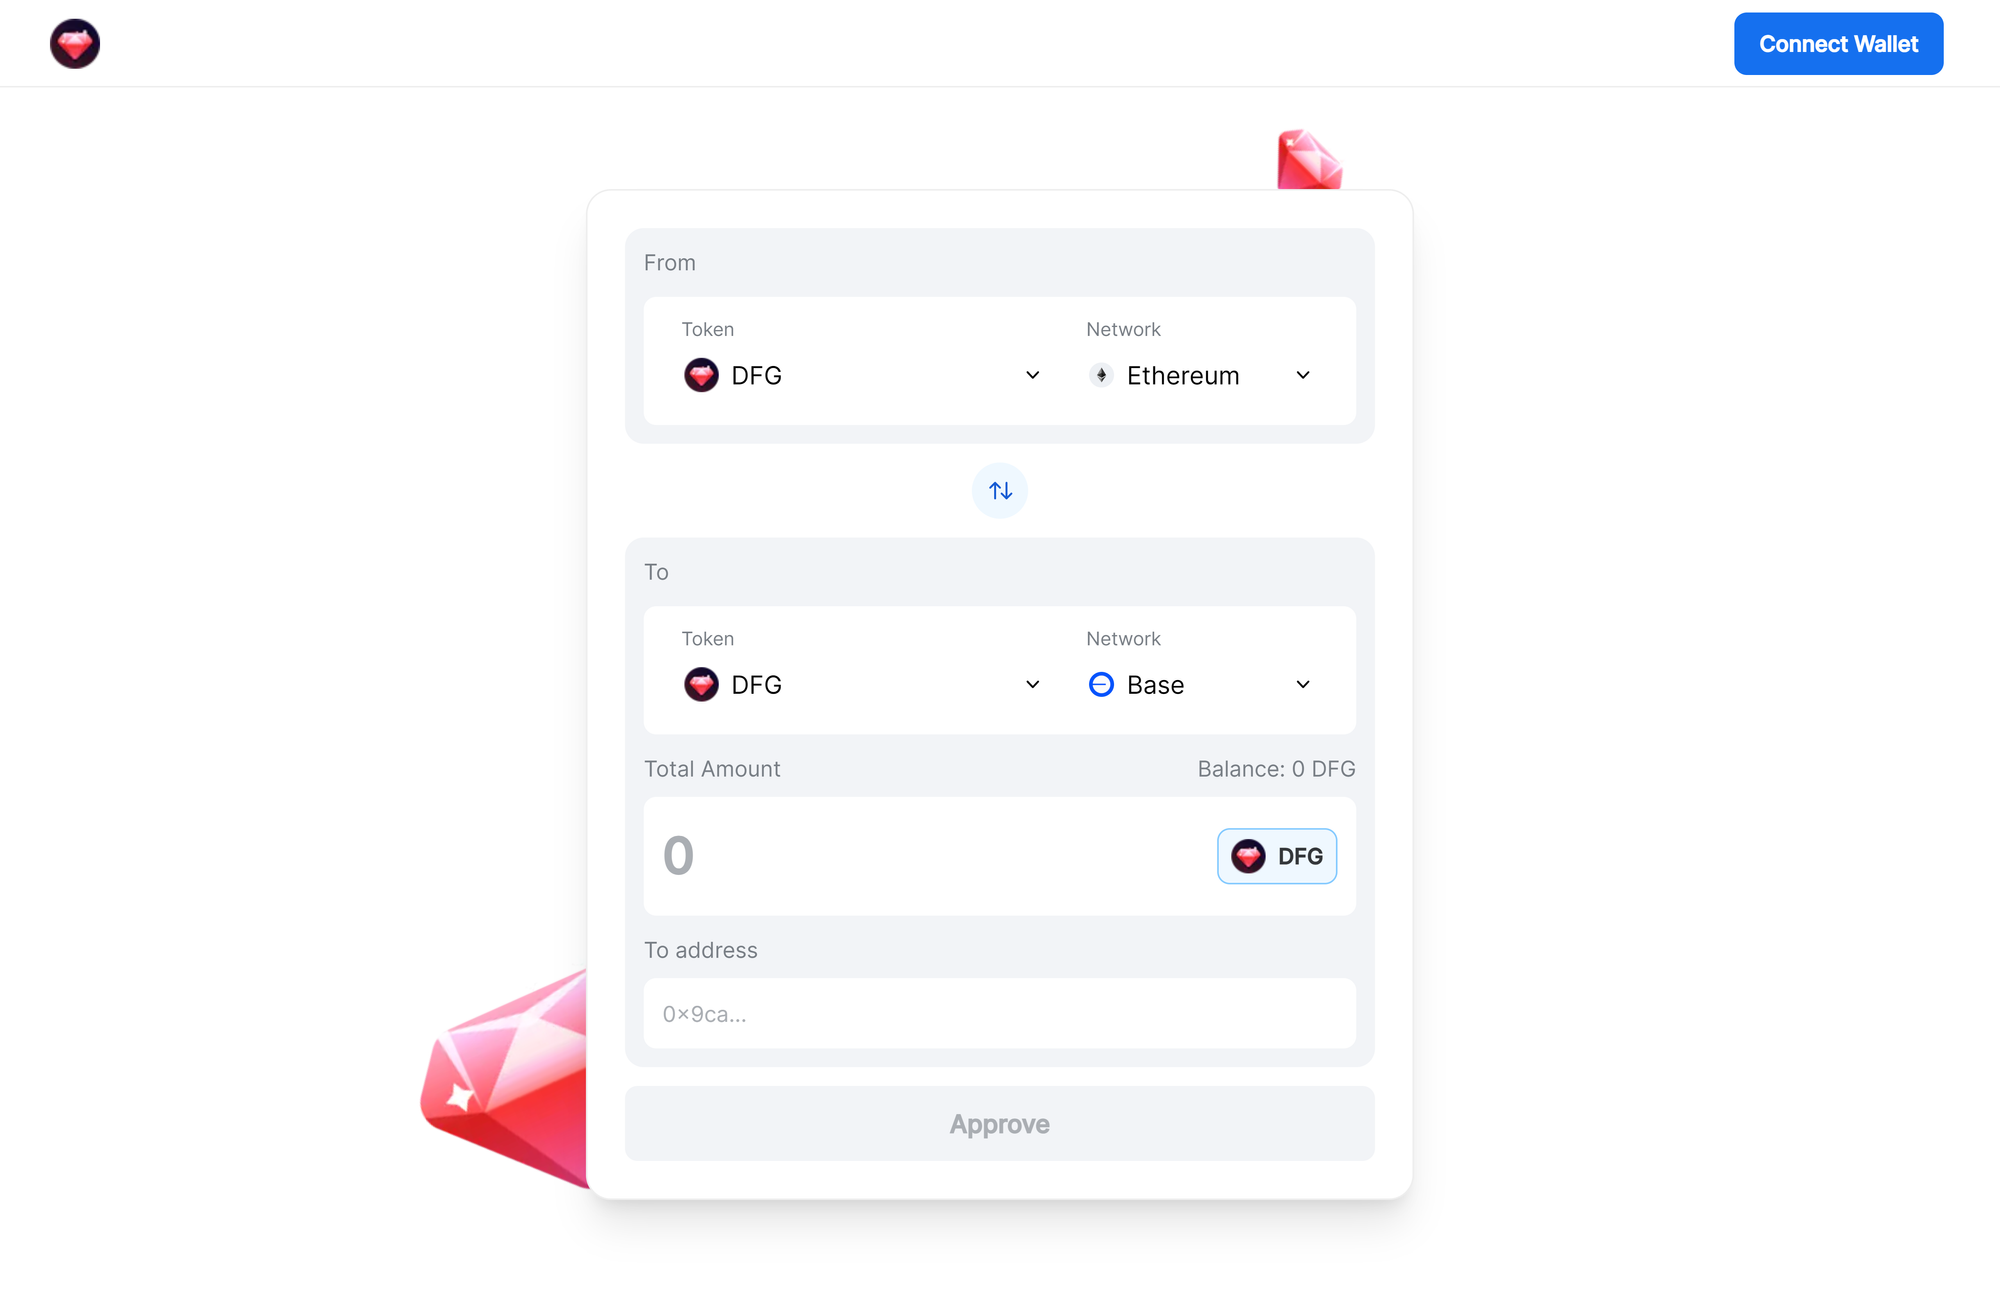 Connect Wallet
From
Token
Network
DFG
Ethereum
To
Token
Network
DFG
Base
Total Amount
Balance: 0 DFG
0
DFG
To address
0×9ca...
Approve